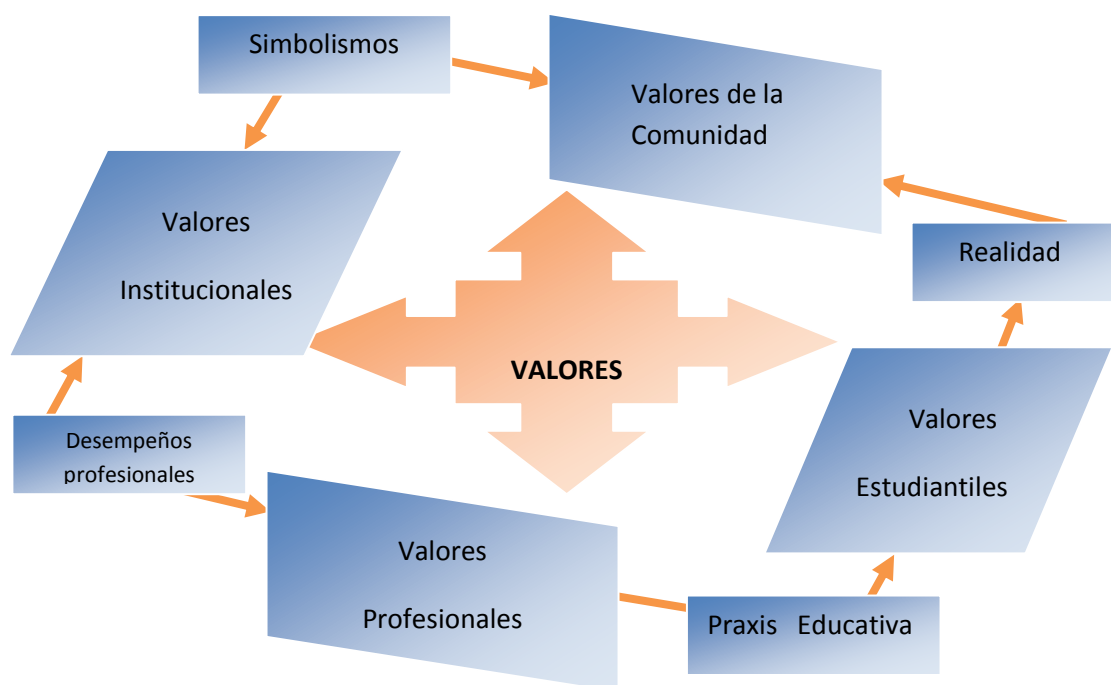 Simbolismos
Valores de la
Comunidad
Valores
Institucionales
Realidad
VALORES
Desempeños
profesionales
Valores
Estudiantiles
Valores
Profesionales
Praxis Educativa